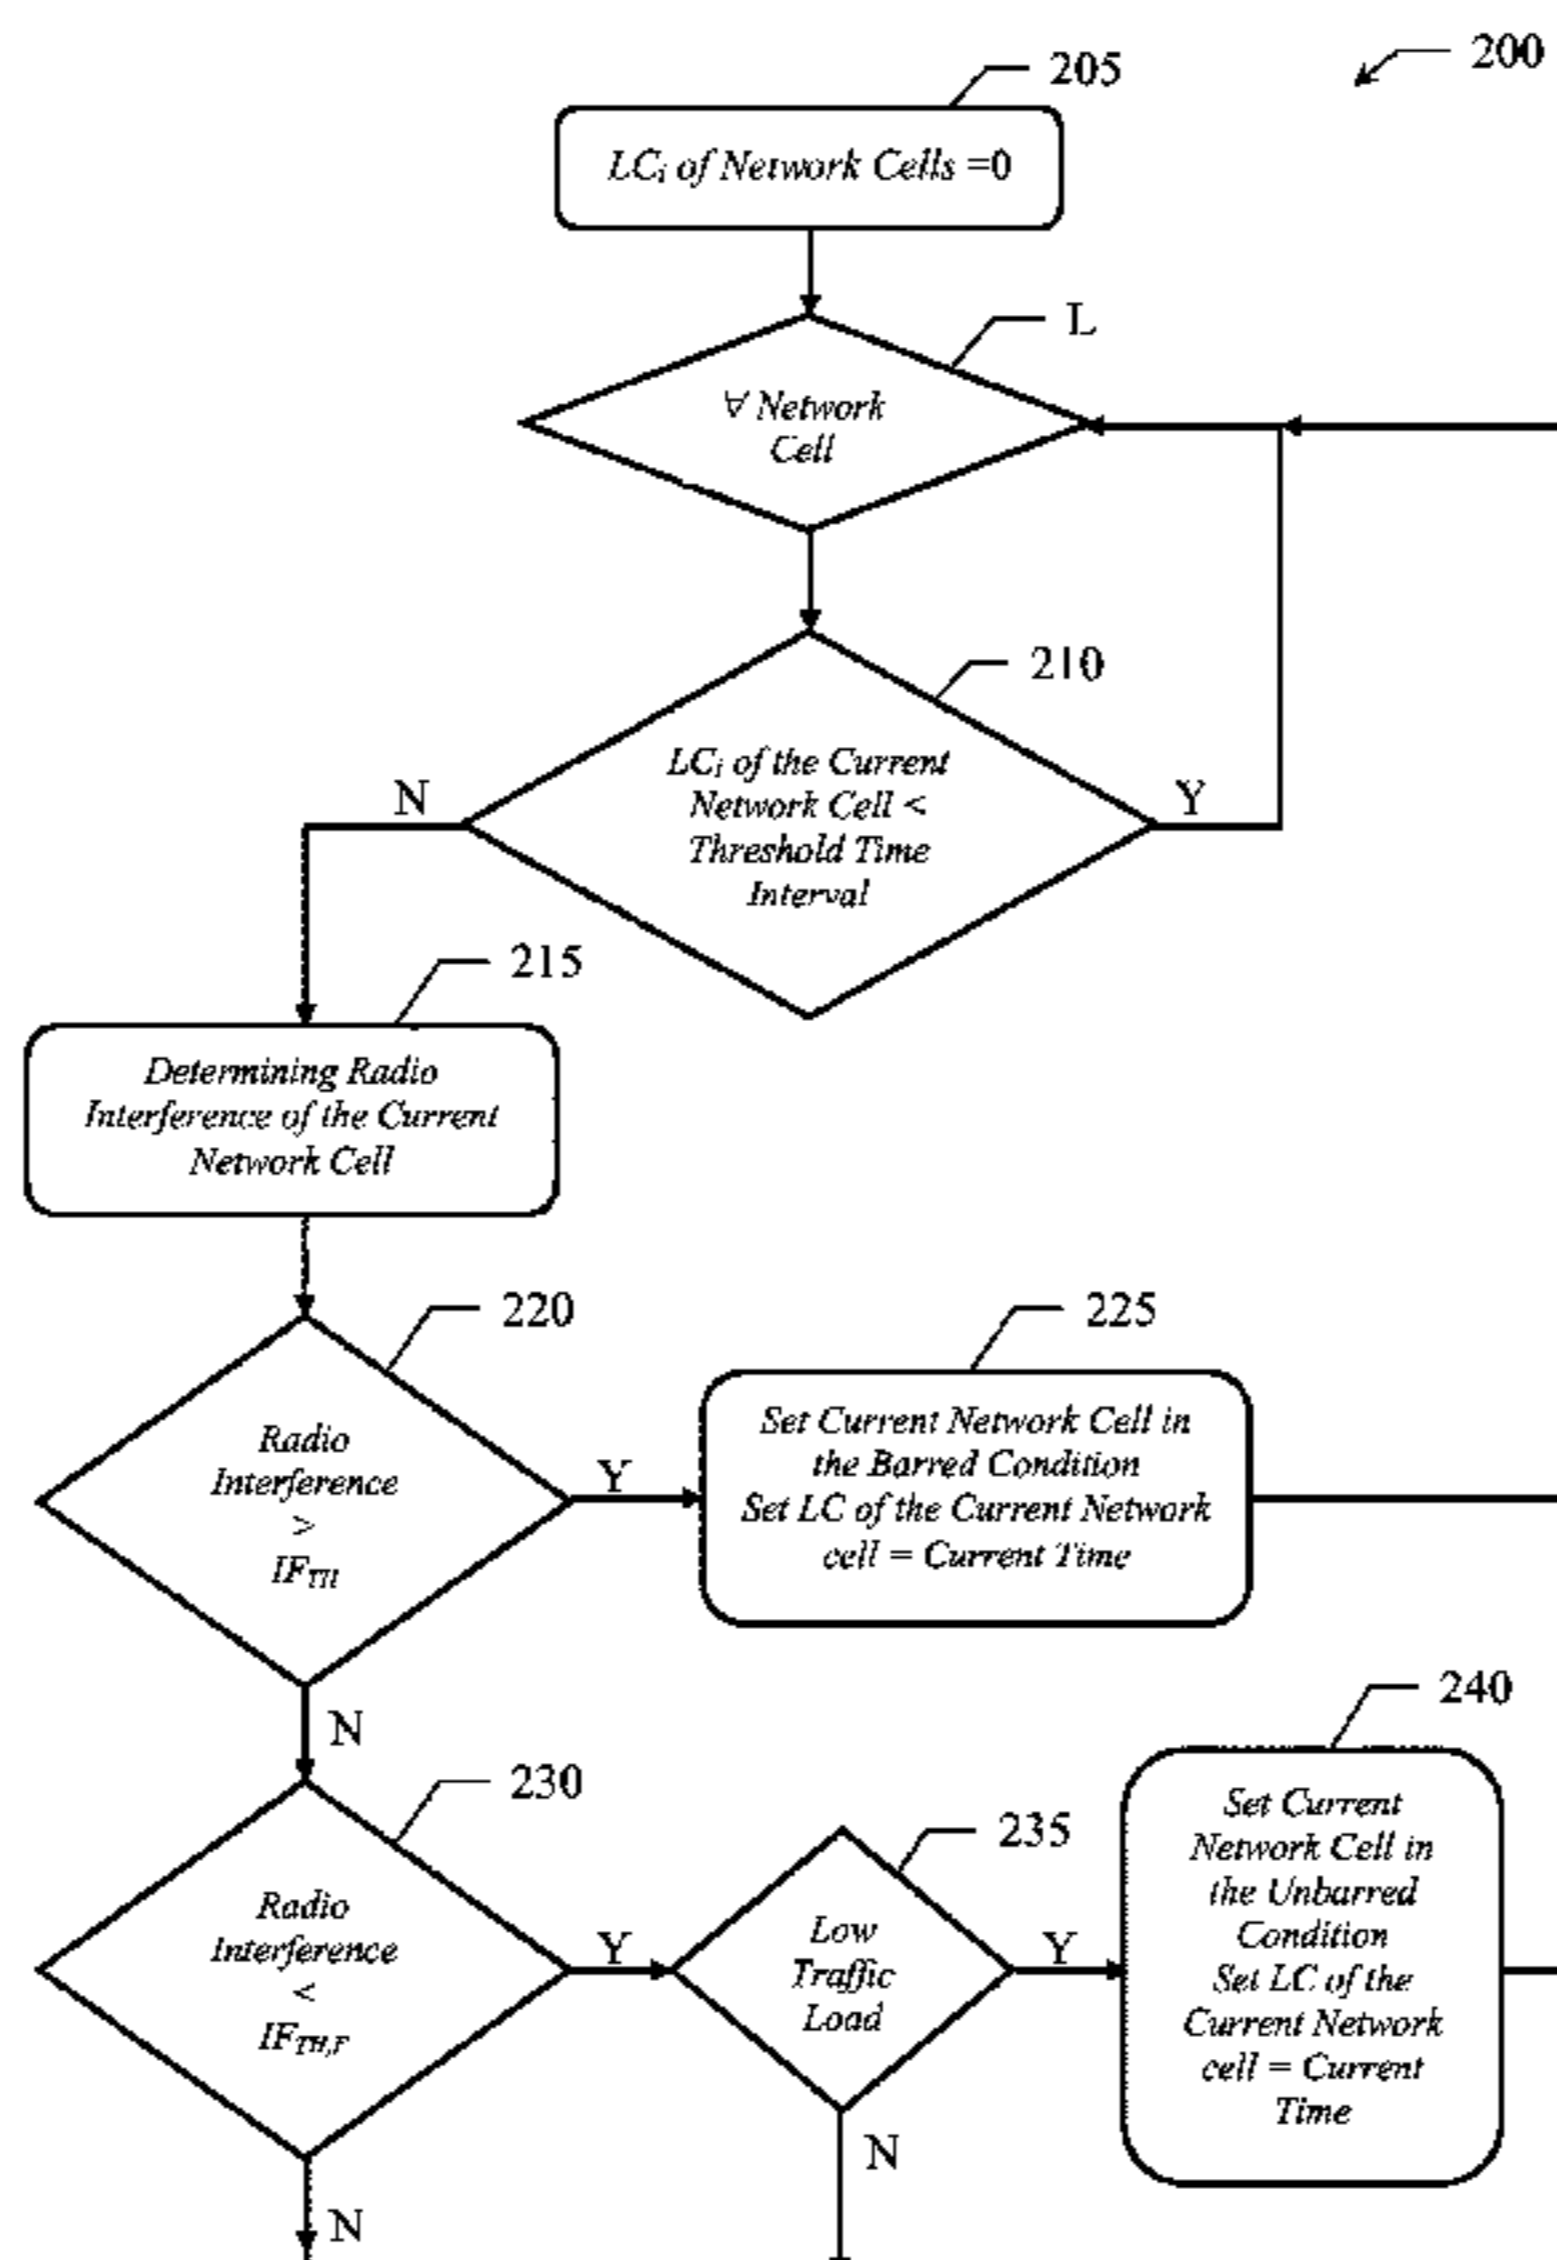 200
205
LCi of Network Cells =0
L
∀ Network
Cell
210
LCi of the Current
Network Cell <
Threshold Time
Interval
N
Y
215
Determining Radio
Interference of the Current
Network Cell
220
Radio
Interference
>
IFTH
Y
225
Set Current Network Cell in
the Barred Condition
Set LC of the Current Network
cell = Current Time
N
230
Radio
Interference
<
IFTH,F
Y
235
Low
Traffic
Load
Y
240
Set Current
Network Cell in
the Unbarred
Condition
Set LC of the
Current Network
cell = Current
Time
N
N